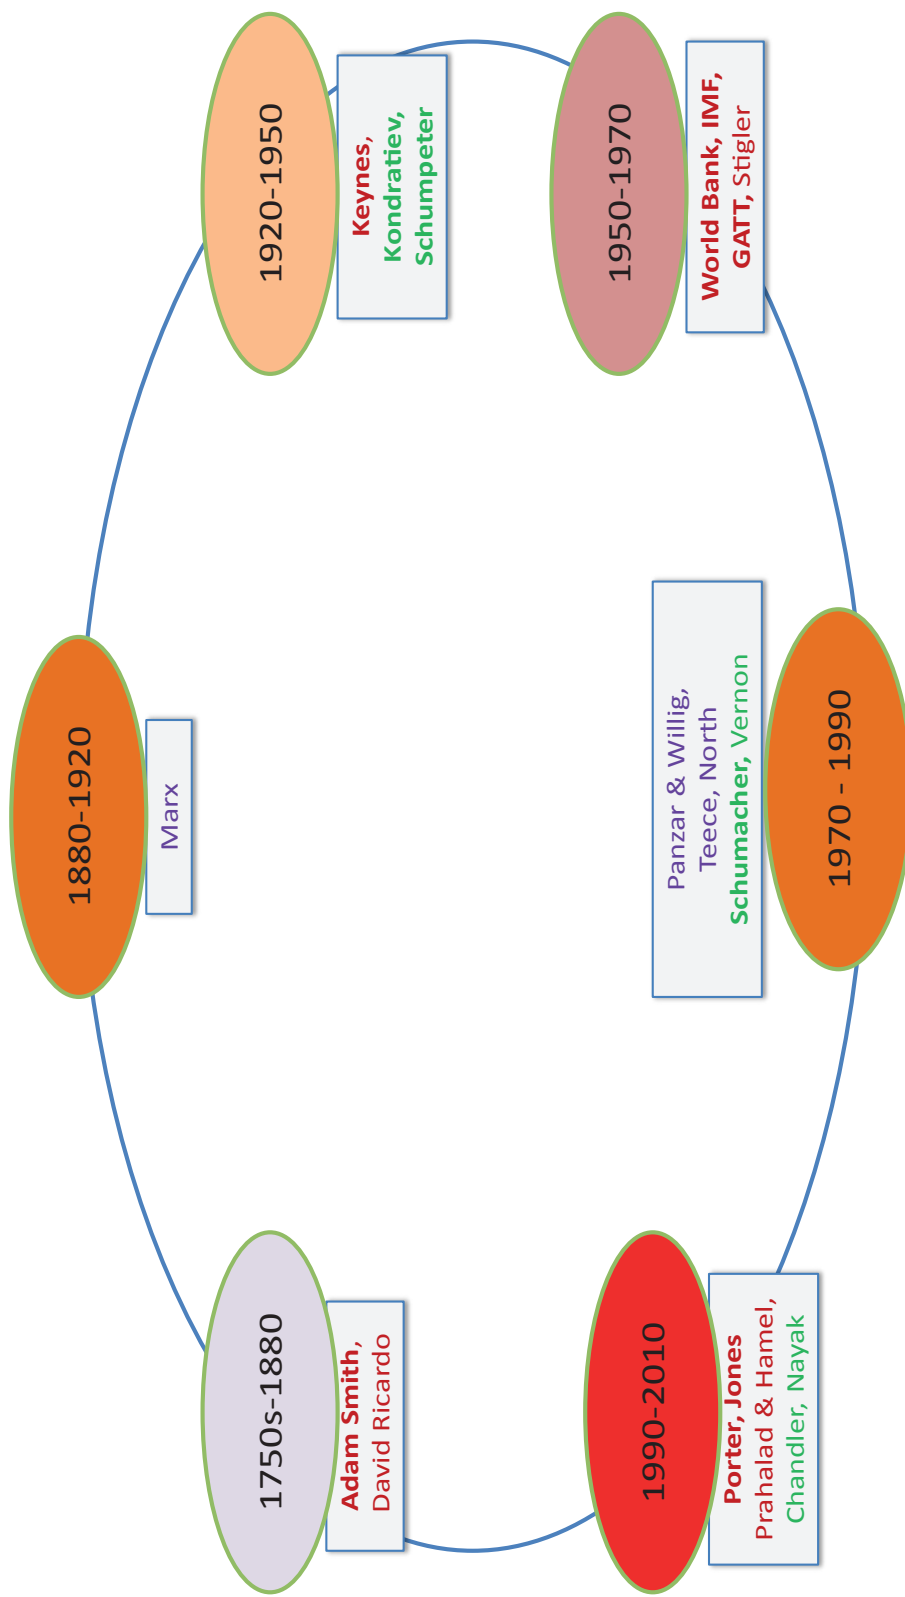 1750s-1880
Adam Smith,
David Ricardo
1880-1920
Marx
1920-1950
Keynes,
Kondratiev,
Schumpeter
1950-1970
World Bank, IMF,
GATT, Stigler
Panzar & Willig,
Teece, North
Schumacher, Vernon
1970 - 1990
1990-2010
Porter, Jones
Prahalad & Hamel,
Chandler, Nayak